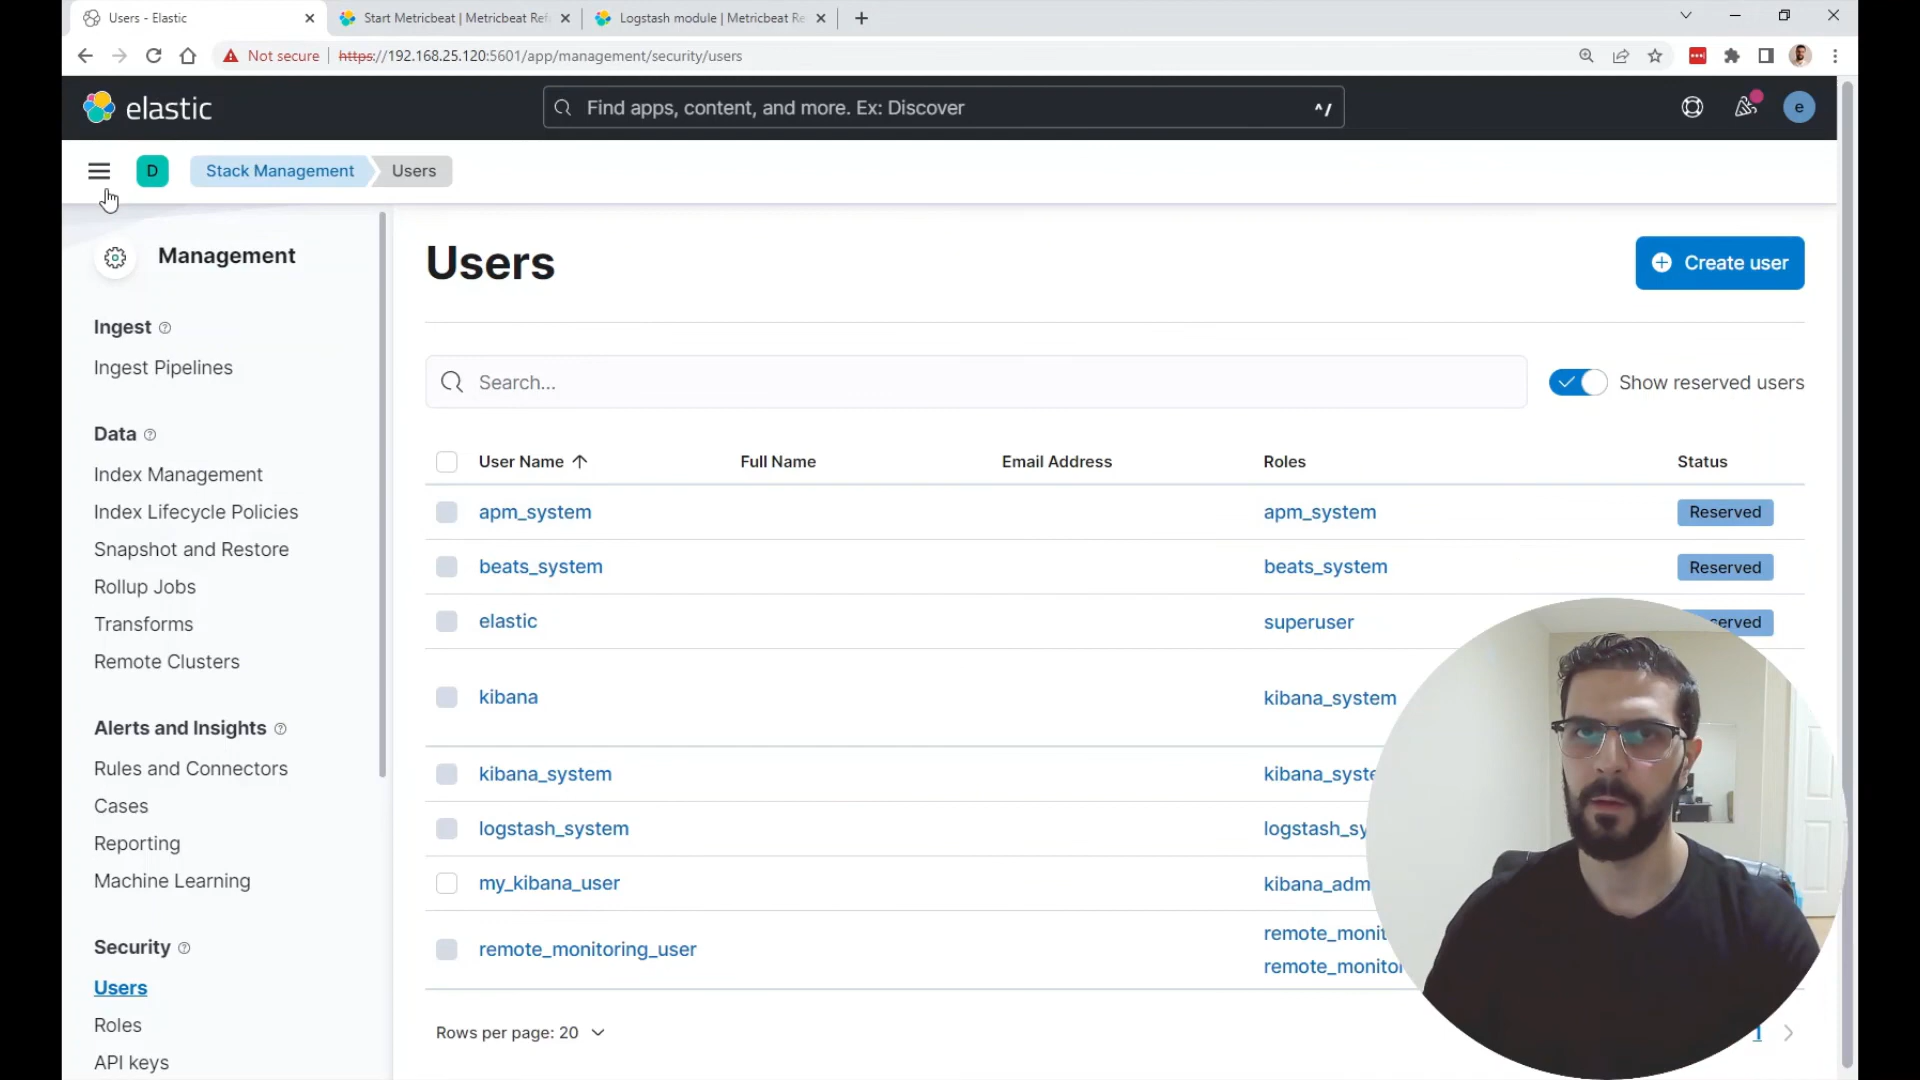 Users - Elastic
Start Metricbeat | Metricbeat Ref
Logstash module | Metricbeat Re
Not secure
https://192.168.25.120:5601/app/management/security/users
elastic
Find apps, content, and more. Ex: Discover
^/
e
D
Stack Management
Users
Management
Ingest
Ingest Pipelines
Data
Index Management
Index Lifecycle Policies
Snapshot and Restore
Rollup Jobs
Transforms
Remote Clusters
Alerts and Insights
Rules and Connectors
Cases
Reporting
Machine Learning
Security
Users
Roles
API keys
Users
Create user
Search...
Show reserved users
User Name
Full Name
Email Address
Roles
Status
apm_system
apm_system
Reserved
beats_system
beats_system
Reserved
elastic
superuser
served
kibana
kibana_system
kibana_system
kibana_syste
logstash_system
logstash_sy
my_kibana_user
kibana_adm
remote_monitoring_user
remote_monit
remote_monitor
Rows per page: 20
1